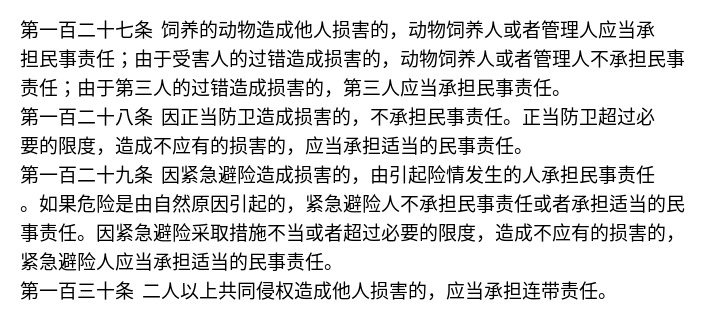 第一百二十七条 饲养的动物造成他人损害的，动物饲养人或者管理人应当承
担民事责任；由于受害人的过错造成损害的，动物饲养人或者管理人不承担民事
责任；由于第三人的过错造成损害的，第三人应当承担民事责任。
第一百二十八条 因正当防卫造成损害的，不承担民事责任。正当防卫超过必
要的限度，造成不应有的损害的，应当承担适当的民事责任。
第一百二十九条 因紧急避险造成损害的，由引起险情发生的人承担民事责任
。如果危险是由自然原因引起的，紧急避险人不承担民事责任或者承担适当的民
事责任。因紧急避险采取措施不当或者超过必要的限度，造成不应有的损害的，
紧急避险人应当承担适当的民事责任。
第一百三十条 二人以上共同侵权造成他人损害的，应当承担连带责任。